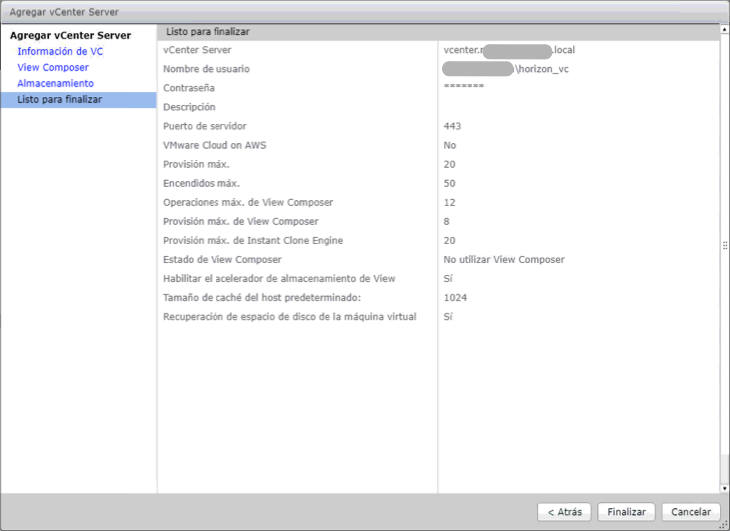 Agregar vCenter Server
Agregar vCenter Server
Información de VC
View Composer
Almacenamiento
Listo para finalizar
Listo para finalizar
vCenter Server vcenter.r .local
Nombre de usuario \horizon_vc
Contraseña *******
Descripción
Puerto de servidor 443
VMware Cloud on AWS No
Provisión máx. 20
Encendidos máx. 50
Operaciones máx. de View Composer 12
Provisión máx. de View Composer 8
Provisión máx. de Instant Clone Engine 20
Estado de View Composer No utilizar View Composer
Habilitar el acelerador de almacenamiento de View Sí
Tamaño de caché del host predeterminado: 1024
Recuperación de espacio de disco de la máquina virtual Sí
< Atrás Finalizar Cancelar